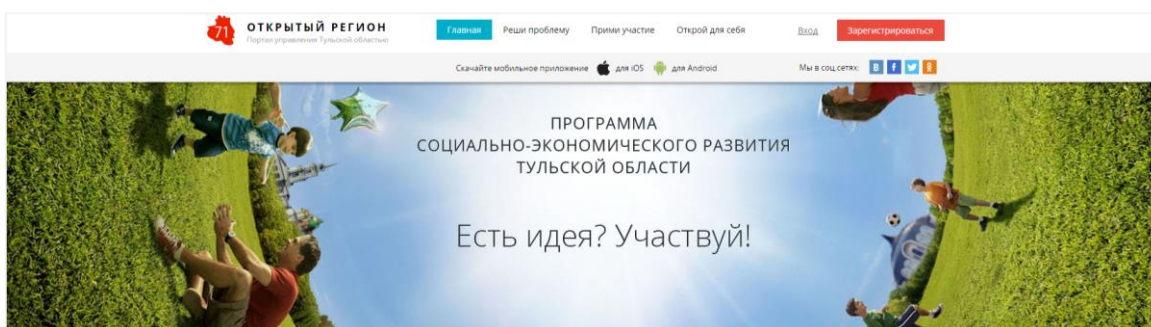 71
ОТКРЫТЫЙ РЕГИОН
Портал управления Тульской областью
Главная Реши проблему Прими участие Открой для себя Вход Зарегистрироваться
Скачайте мобильное приложение для iOS для Android Мы в соц.сетях:
ПРОГРАММА
СОЦИАЛЬНО-ЭКОНОМИЧЕСКОГО РАЗВИТИЯ
ТУЛЬСКОЙ ОБЛАСТИ
Есть идея? Участвуй!